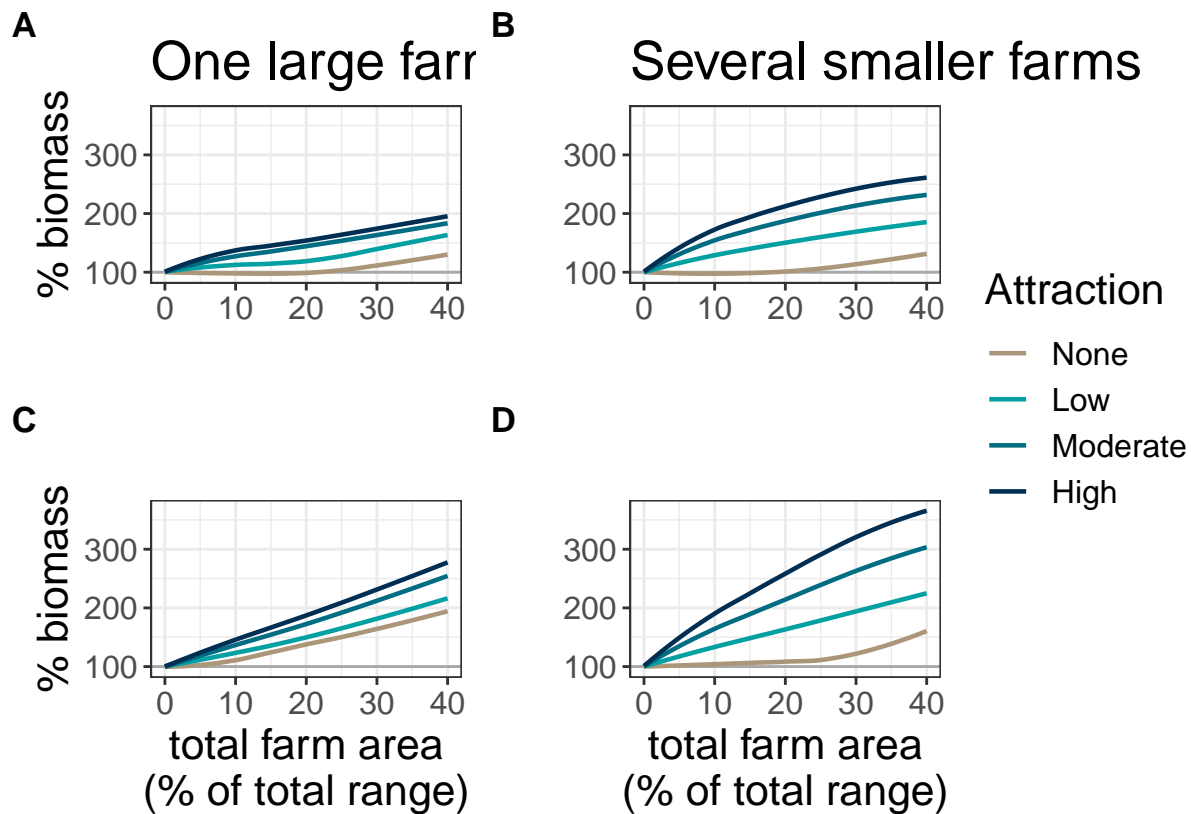 A
B
One large farr
Several smaller farms
% biomass
300
200
100
0 10 20 30 40
300
200
100
0 10 20 30 40
Attraction
None
Low
Moderate
High
C
D
% biomass
300
200
100
0 10 20 30 40
total farm area
(% of total range)
300
200
100
0 10 20 30 40
total farm area
(% of total range)